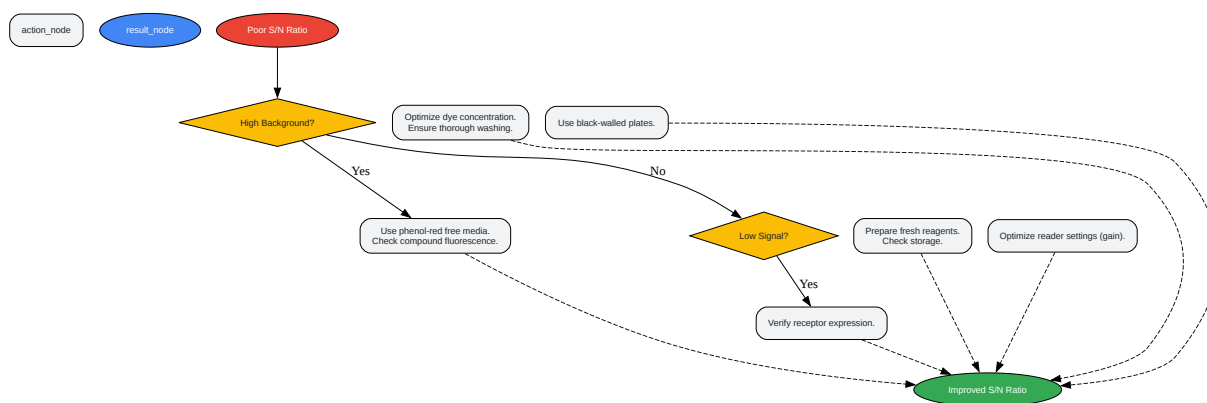 action_node
result_node
Poor S/N Ratio
High Background?
Optimize dye concentration.
Ensure thorough washing.
Use black-walled plates.
Yes
No
Use phenol-red free media.
Check compound fluorescence.
Low Signal?
Prepare fresh reagents.
Check storage.
Optimize reader settings (gain).
Yes
Verify receptor expression.
Improved S/N Ratio